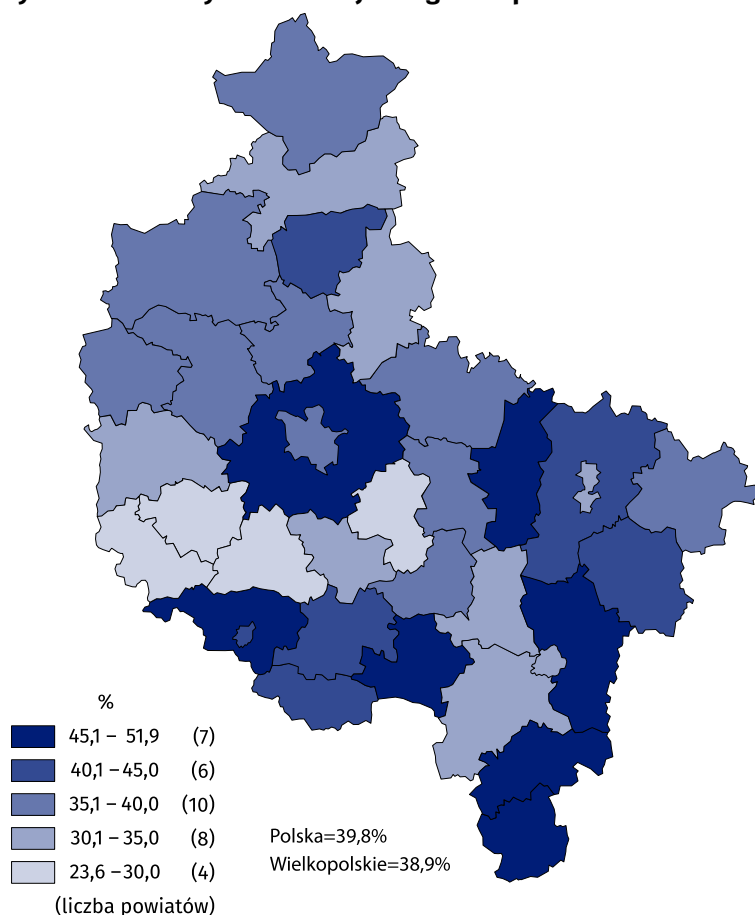 %
45,1 – 51,9 (7)
40,1 – 45,0 (6)
35,1 – 40,0 (10)
30,1 – 35,0 (8)
23,6 – 30,0 (4)
(liczba powiatów)
Polska=39,8%
Wielkopolskie=38,9%